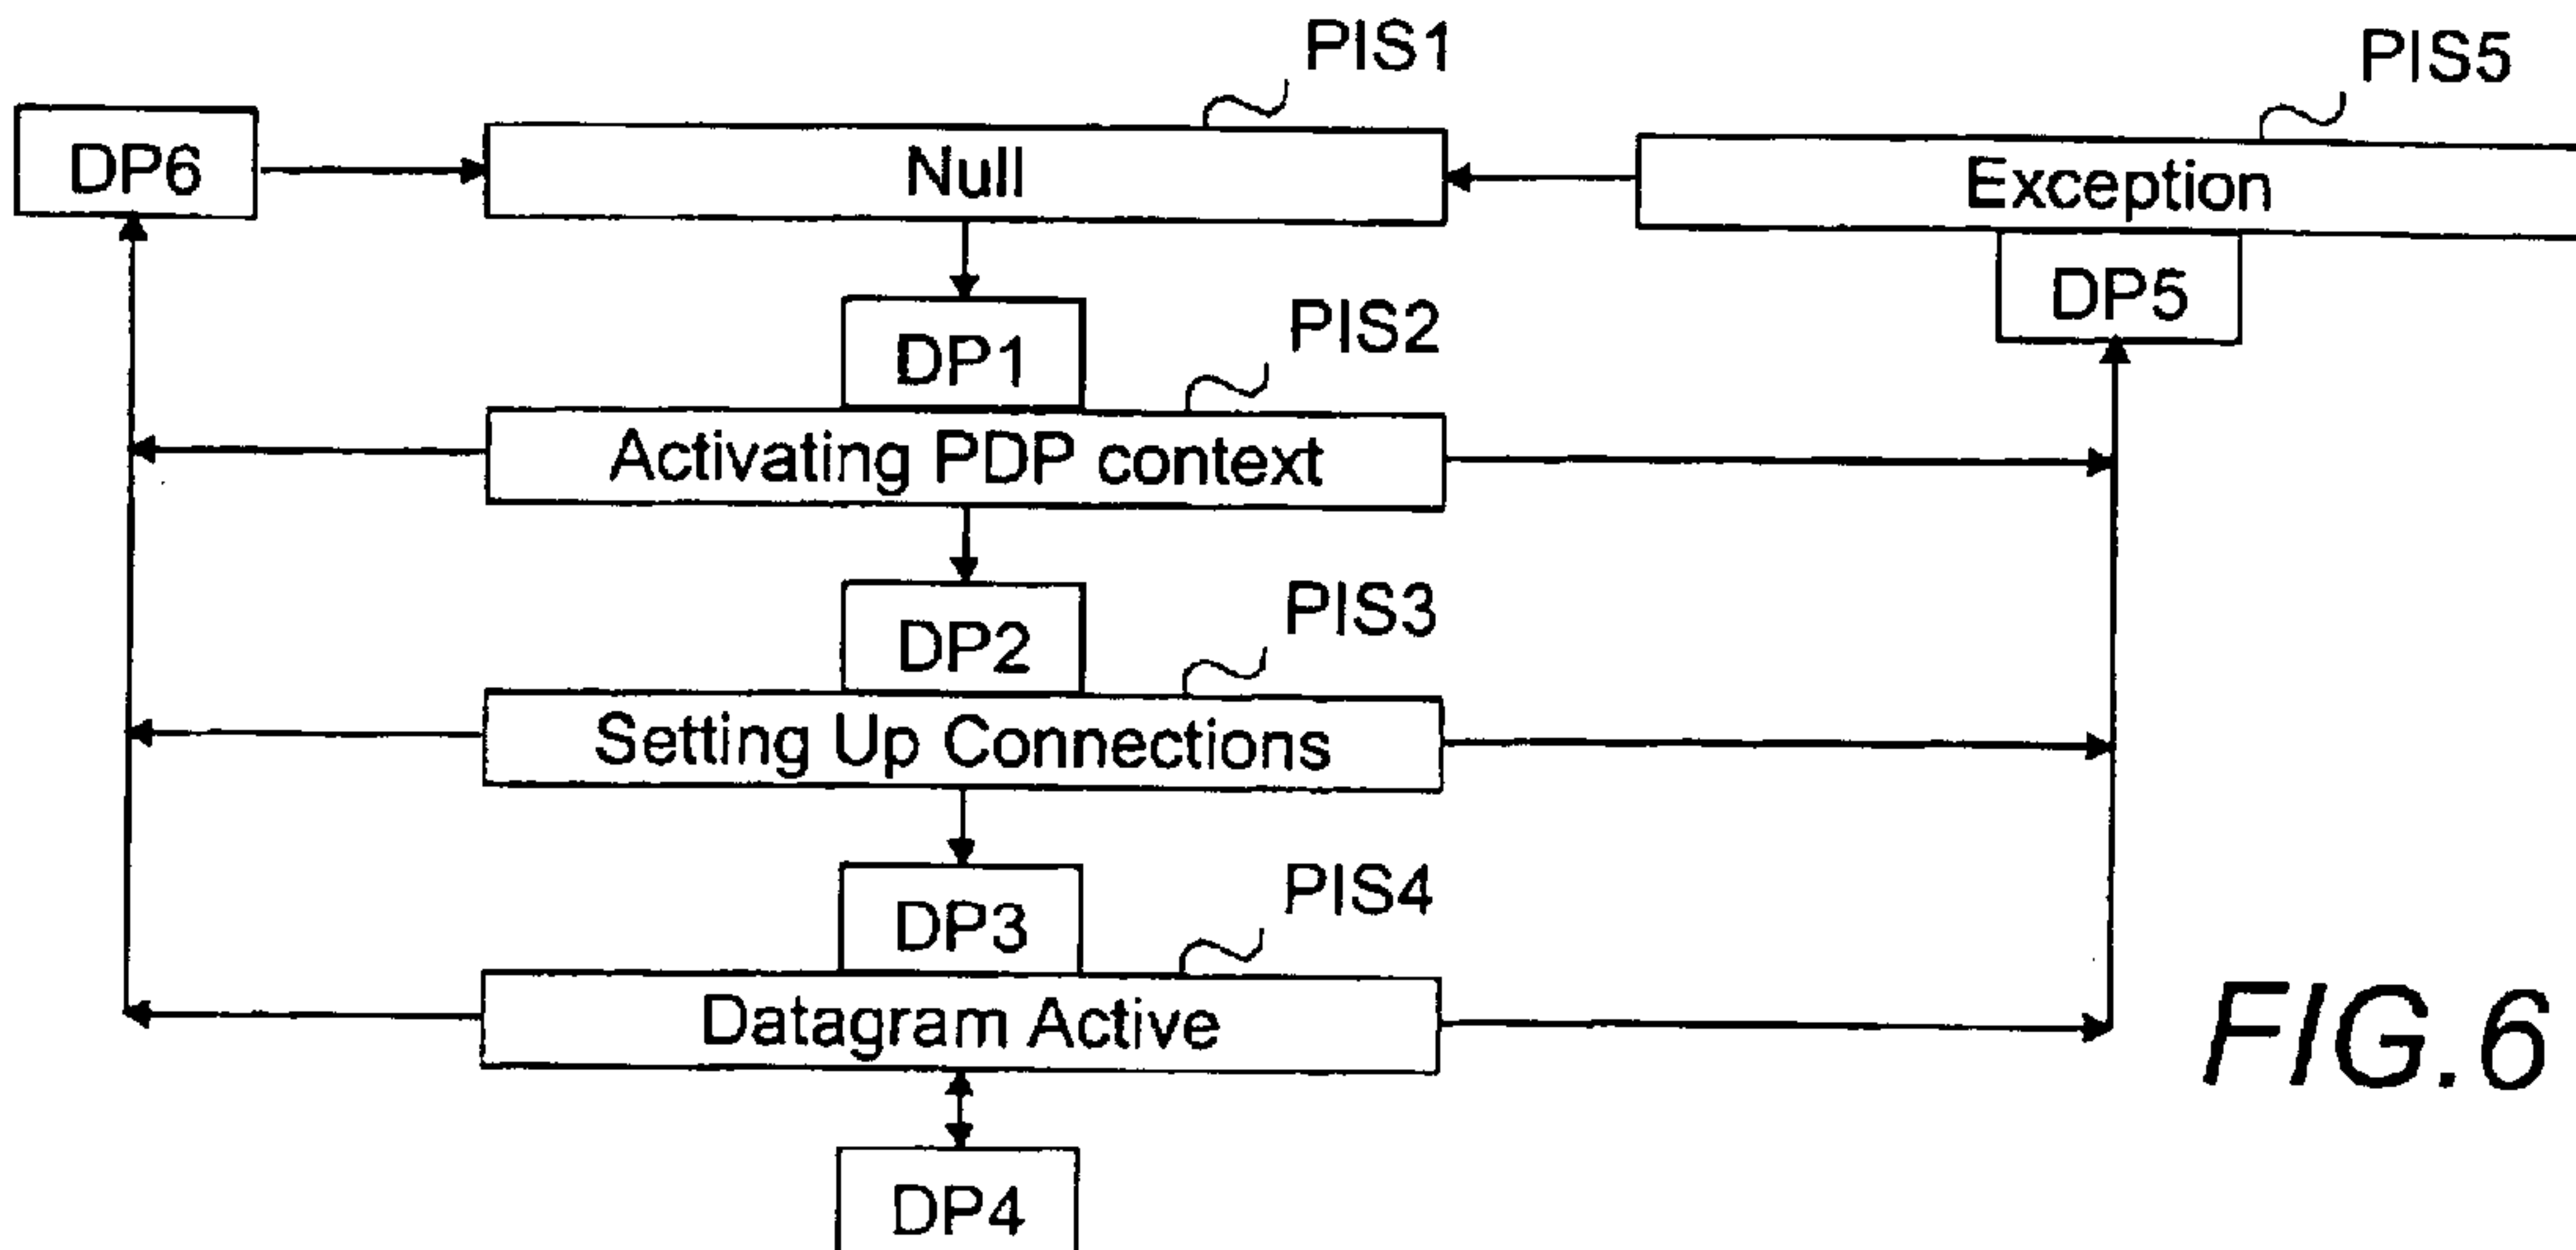 PIS1
PIS5
DP6
Null
Exception
DP5
DP1
PIS2
Activating PDP context
DP2
PIS3
Setting Up Connections
DP3
PIS4
Datagram Active
FIG.6
DP4